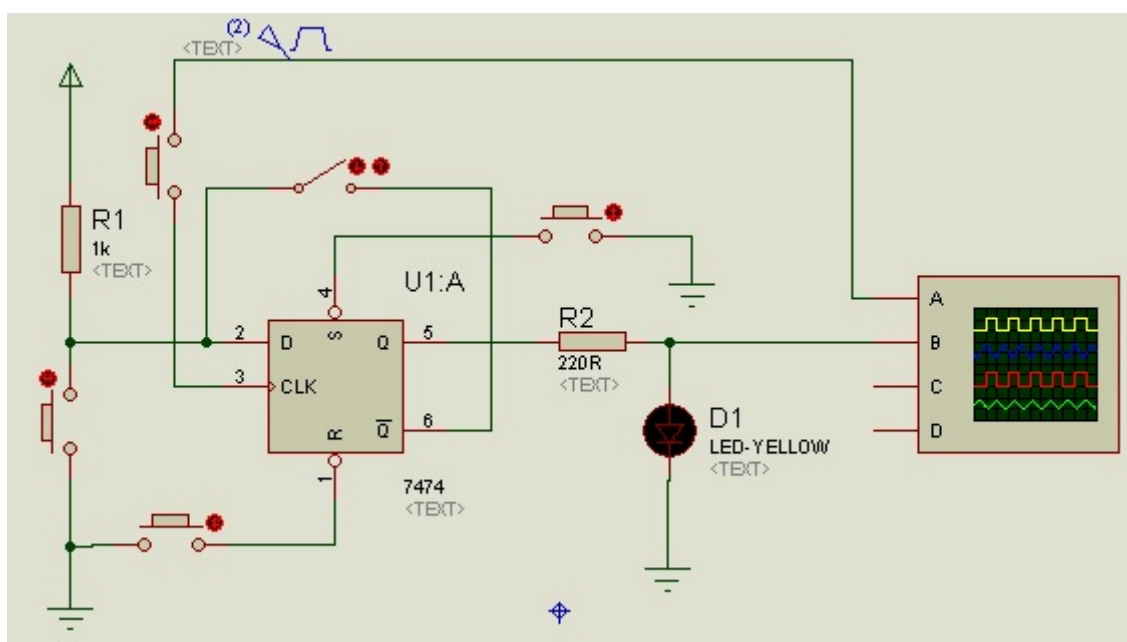 (2)
<TEXT>
R1
1k
<TEXT>
U1:A
4
2
D
S
Q
5
3
CLK
R
Q
6
1
7474
<TEXT>
R2
220R
<TEXT>
D1
LED-YELLOW
<TEXT>
A
B
C
D